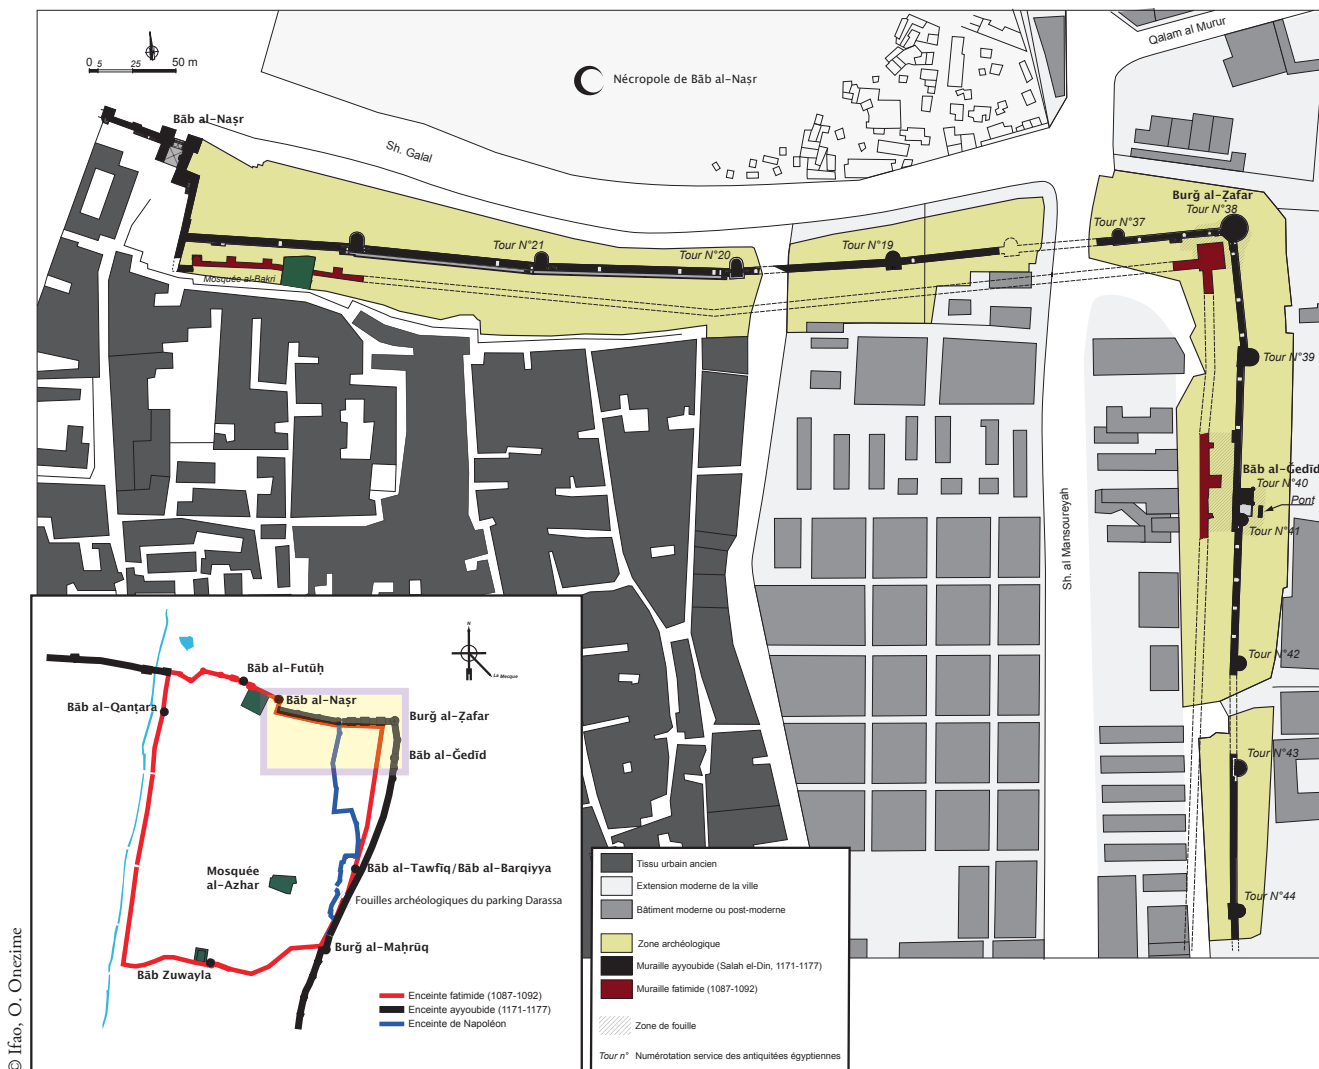 0 5 25 50 m
Bāb al-Naṣr
Nécropole de Bāb al-Naṣr
Qalam al Murur
Sh. Galal
Burǧ al-Ẓafar
Tour N°38
Tour N°37
Tour N°21
Tour N°20
Tour N°19
Mosquée al-Bakri
Tour N°39
Bāb al-Ǧedīd
Tour N°40
Pont
Tour N°41
Sh. al Mansoureyah
Tour N°42
Tour N°43
Tour N°44
N
La Mecque
Bāb al-Futūḥ
Bāb al-Naṣr
Bāb al-Qanṭara
Burǧ al-Ẓafar
Bāb al-Ǧedīd
Mosquée
al-Azhar
Bāb al-Tawfīq/Bāb al-Barqiyya
Fouilles archéologiques du parking Darassa
Burǧ al-Maḥrūq
Bāb Zuwayla
Enceinte fatimide (1087-1092)
Enceinte ayyoubide (1171-1177)
Enceinte de Napoléon
Tissu urbain ancien
Extension moderne de la ville
Bâtiment moderne ou post-moderne
Zone archéologique
Muraille ayyoubide (Salah el-Din, 1171-1177)
Muraille fatimide (1087-1092)
Zone de fouille
Tour n° Numérotation service des antiquitées égyptiennes
© Ifao, O. Onezime